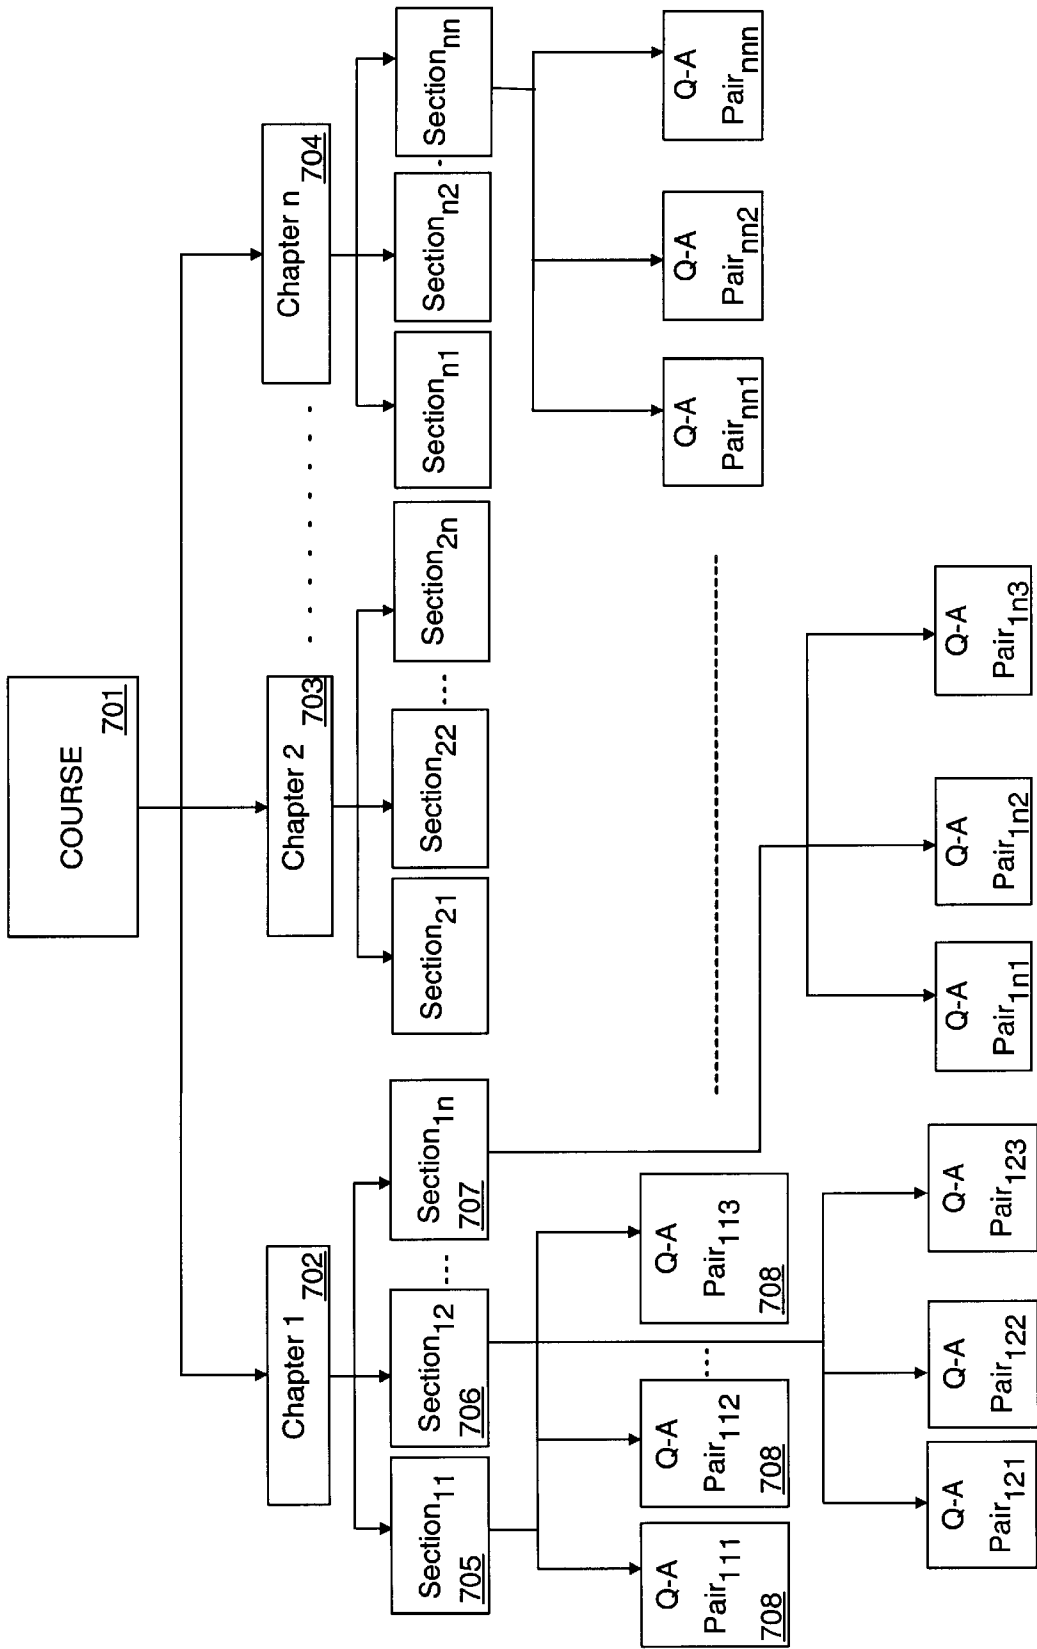 COURSE
701
Chapter 1
702
Chapter 2
703
Chapter n
704
Section11
705
Section12
706
Section1n
707
Section21
Section22
Section2n
Sectionn1
Sectionn2
Sectionnn
Q-A
Pair111
708
Q-A
Pair112
708
Q-A
Pair113
708
Q-A
Pairnn1
Q-A
Pairnn2
Q-A
Pairnnn
Q-A
Pair121
Q-A
Pair122
Q-A
Pair123
Q-A
Pair1n1
Q-A
Pair1n2
Q-A
Pair1n3